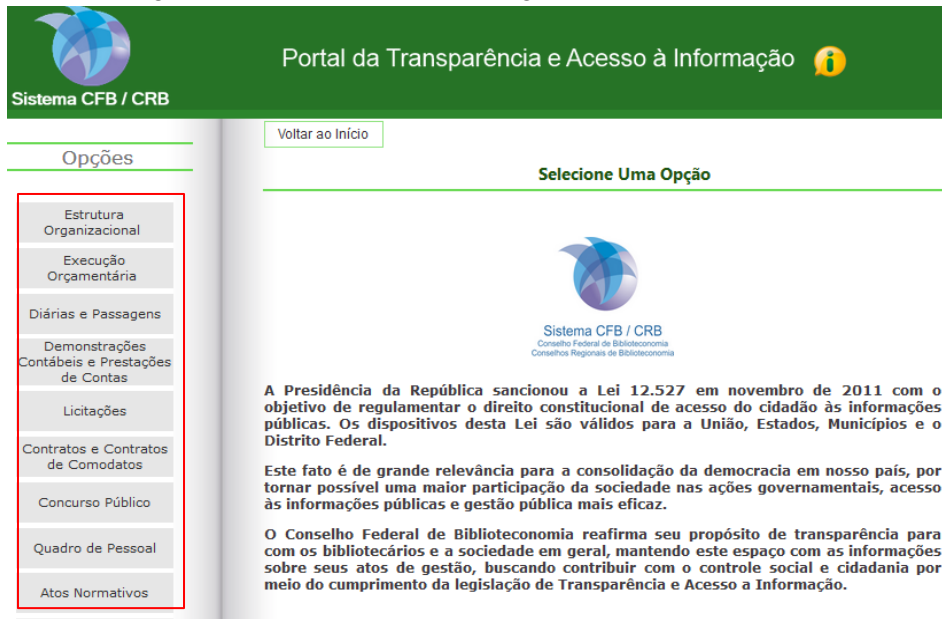 Sistema CFB / CRB
Portal da Transparência e Acesso à Informação
Opções
Estrutura
Organizacional
Execução
Orçamentária
Diárias e Passagens
Demonstrações
Contábeis e Prestações
de Contas
Licitações
Contratos e Contratos
de Comodatos
Concurso Público
Quadro de Pessoal
Atos Normativos
Voltar ao Início
Selecione Uma Opção
Sistema CFB / CRB
Conselho Federal de Biblioteconomia
Conselhos Regionais de Biblioteconomia
A Presidência da República sancionou a Lei 12.527 em novembro de 2011 com o
objetivo de regulamentar o direito constitucional de acesso do cidadão às informações
públicas. Os dispositivos desta Lei são válidos para a União, Estados, Municípios e o
Distrito Federal.
Este fato é de grande relevância para a consolidação da democracia em nosso país, por
tornar possível uma maior participação da sociedade nas ações governamentais, acesso
às informações públicas e gestão pública mais eficaz.
O Conselho Federal de Biblioteconomia reafirma seu propósito de transparência para
com os bibliotecários e a sociedade em geral, mantendo este espaço com as informações
sobre seus atos de gestão, buscando contribuir com o controle social e cidadania por
meio do cumprimento da legislação de Transparência e Acesso a Informação.